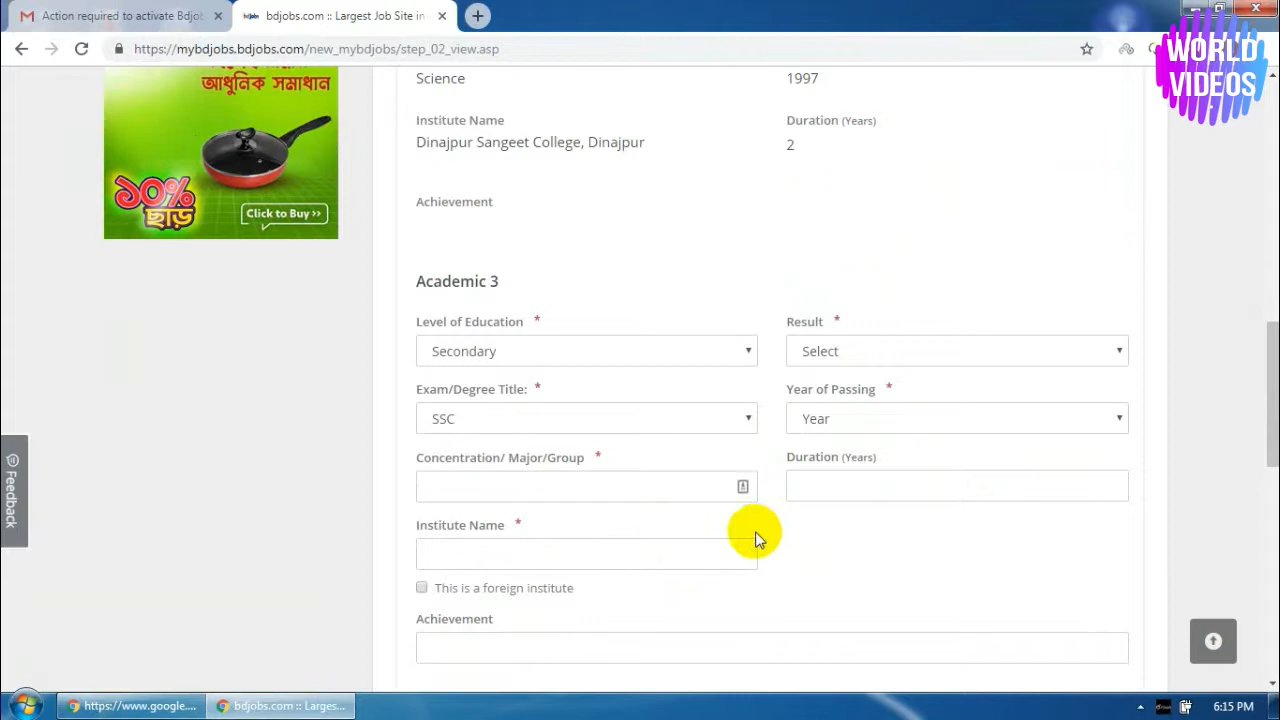 Action required to activate Bdjol
bdjobs.com :: Largest Job Site in
https://mybdjobs.bdjobs.com/new_mybdjobs/step_02_view.asp
WORLD
VIDEOS
আধুনিক সমাধান
১০%
ছাড়
Click to Buy >>
Science
1997
Institute Name
Duration (Years)
Dinajpur Sangeet College, Dinajpur
2
Achievement
Academic 3
Level of Education *
Result *
Secondary
Select
Exam/Degree Title: *
Year of Passing *
SSC
Year
Concentration/ Major/Group *
Duration (Years)
Institute Name *
This is a foreign institute
Achievement
Feedback
https://www.google....
bdjobs.com :: Larges...
6:15 PM